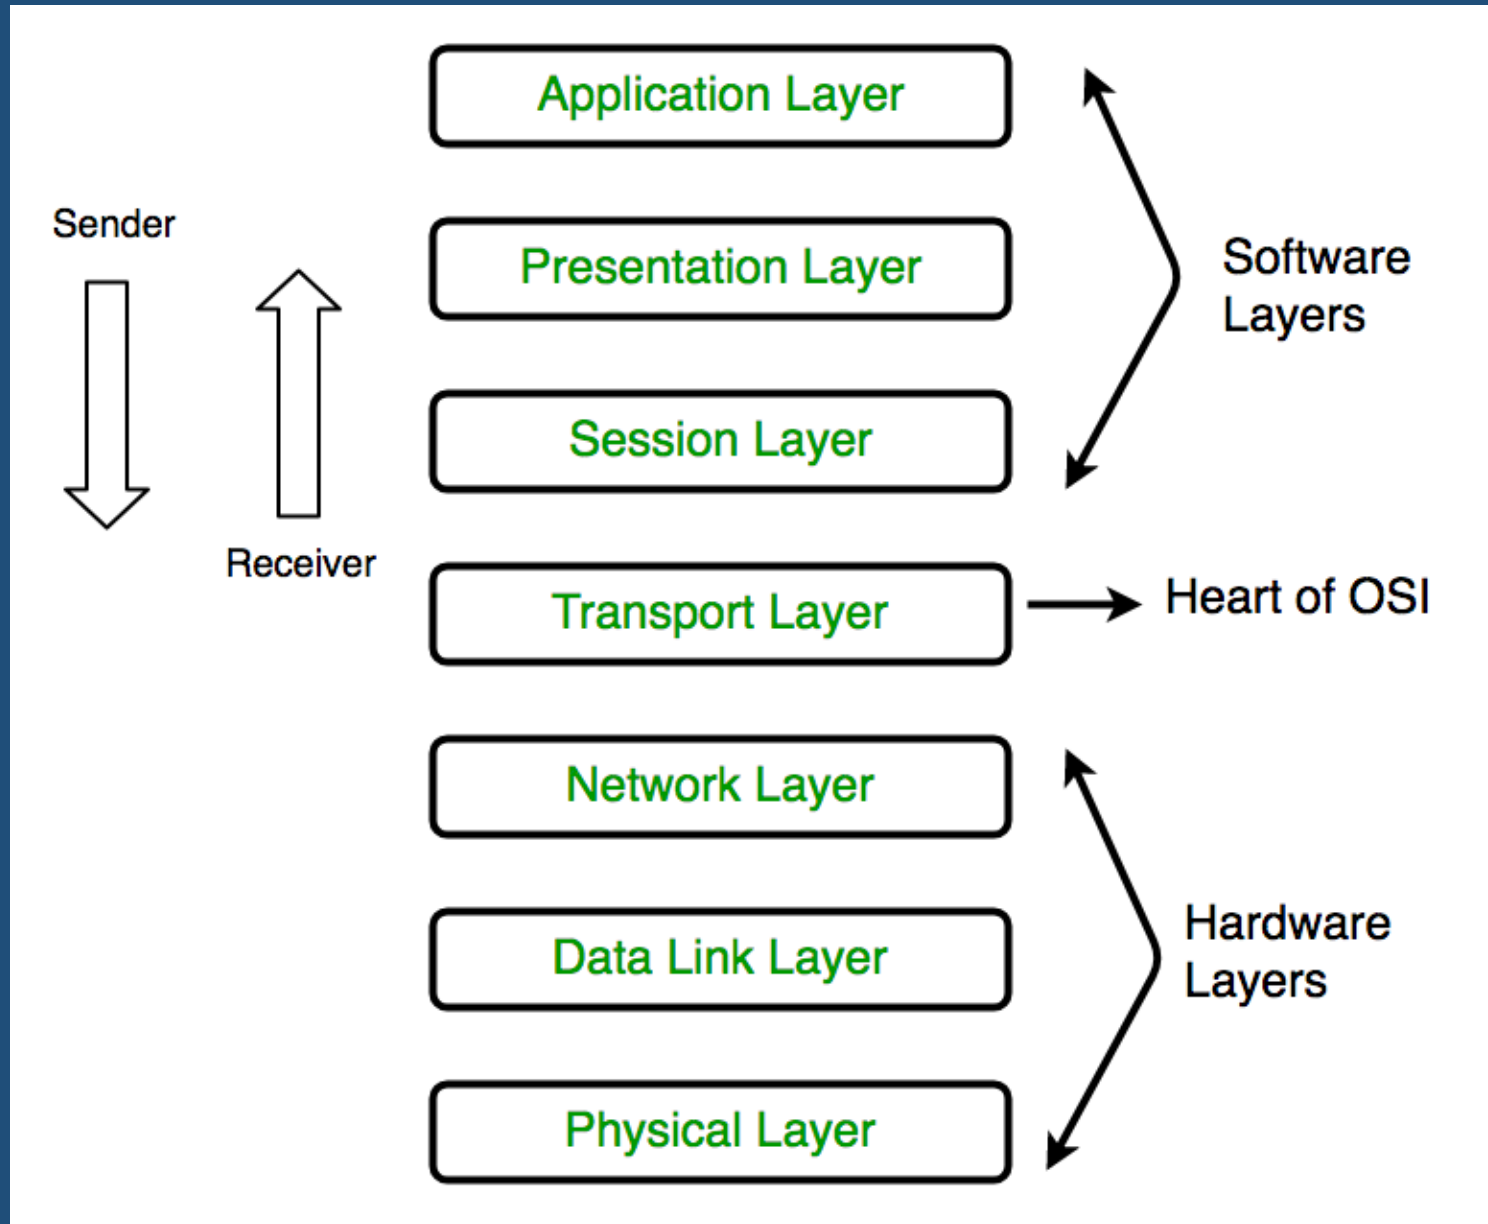 Application Layer
Sender
Presentation Layer
Software
Layers
Session Layer
Receiver
Transport Layer
Heart of OSI
Network Layer
Data Link Layer
Hardware
Layers
Physical Layer